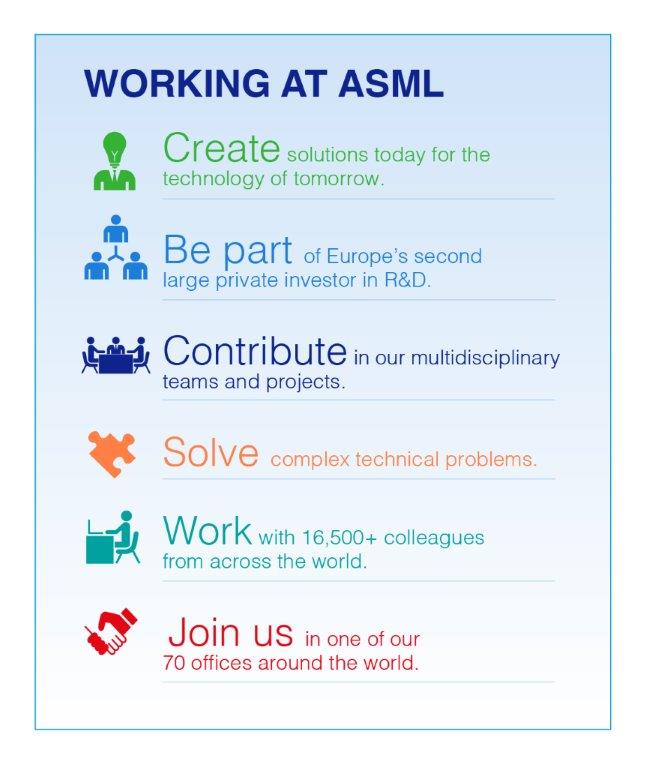 WORKING AT ASML
Create solutions today for the
technology of tomorrow.
Be part of Europe's second
large private investor in R&D.
Contribute in our multidisciplinary
teams and projects.
Solve complex technical problems.
Work with 16,500+ colleagues
from across the world.
Join us in one of our
70 offices around the world.